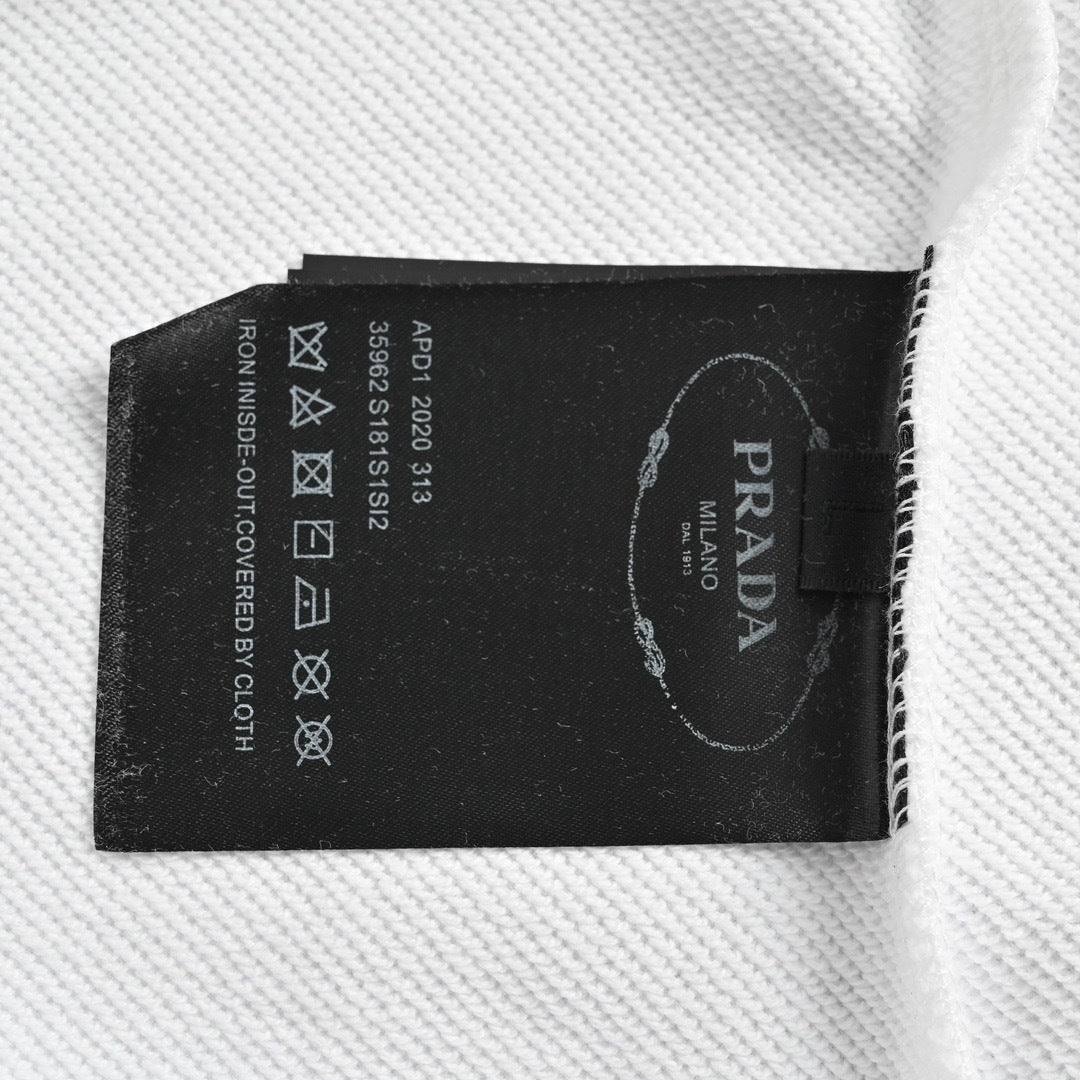 PRADA
MILANO
DAL 1913
APD1 2020 313
35962 S181S1SI2
IRON INISDE-OUT,COVERED BY CLOTH